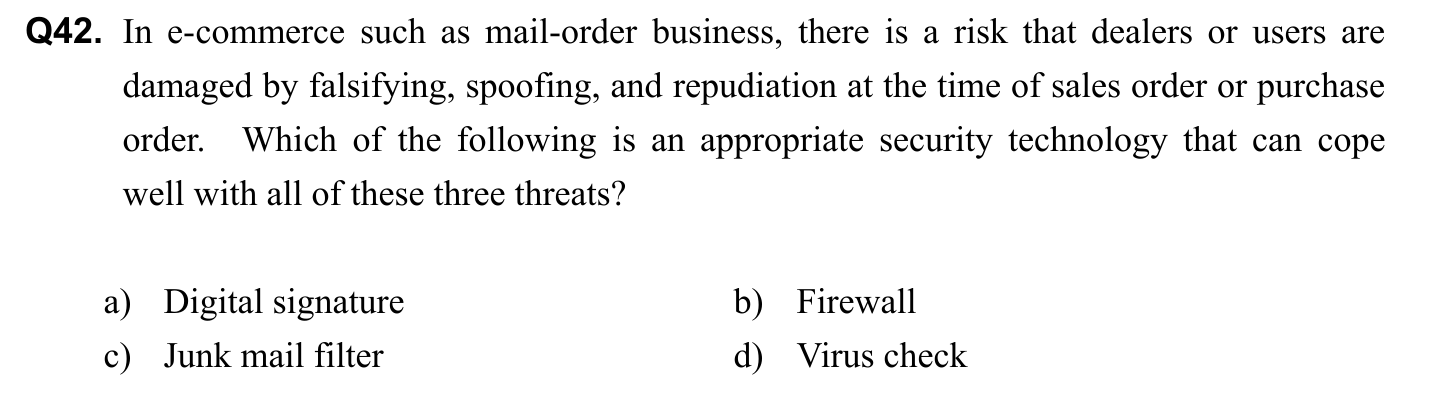 Q42. In e-commerce such as mail-order business, there is a risk that dealers or users are
damaged by falsifying, spoofing, and repudiation at the time of sales order or purchase
order. Which of the following is an appropriate security technology that can cope
well with all of these three threats?
a) Digital signature b) Firewall
c) Junk mail filter d) Virus check